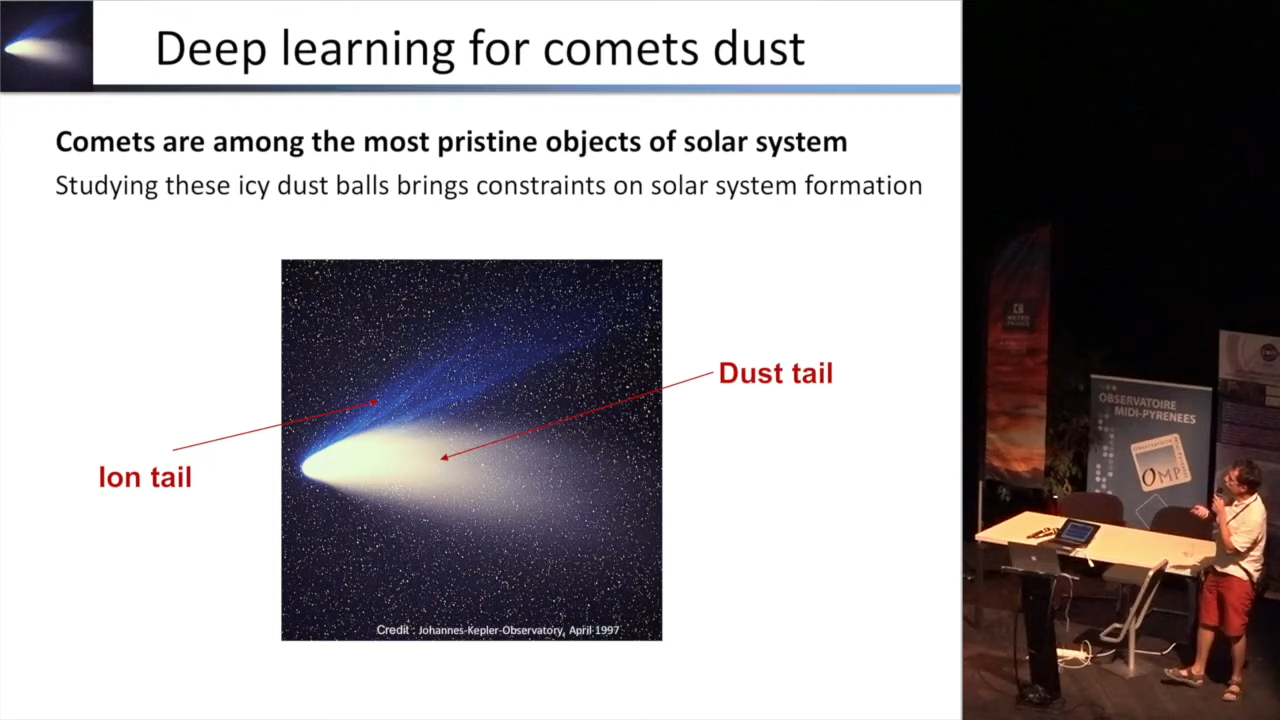 Deep learning for comets dust
Comets are among the most pristine objects of solar system
Studying these icy dust balls brings constraints on solar system formation
Dust tail
Ion tail
Credit : Johannes-Kepler-Observatory, April 1997
OBSERVATOIRE
MIDI-PYRENEES
OMP